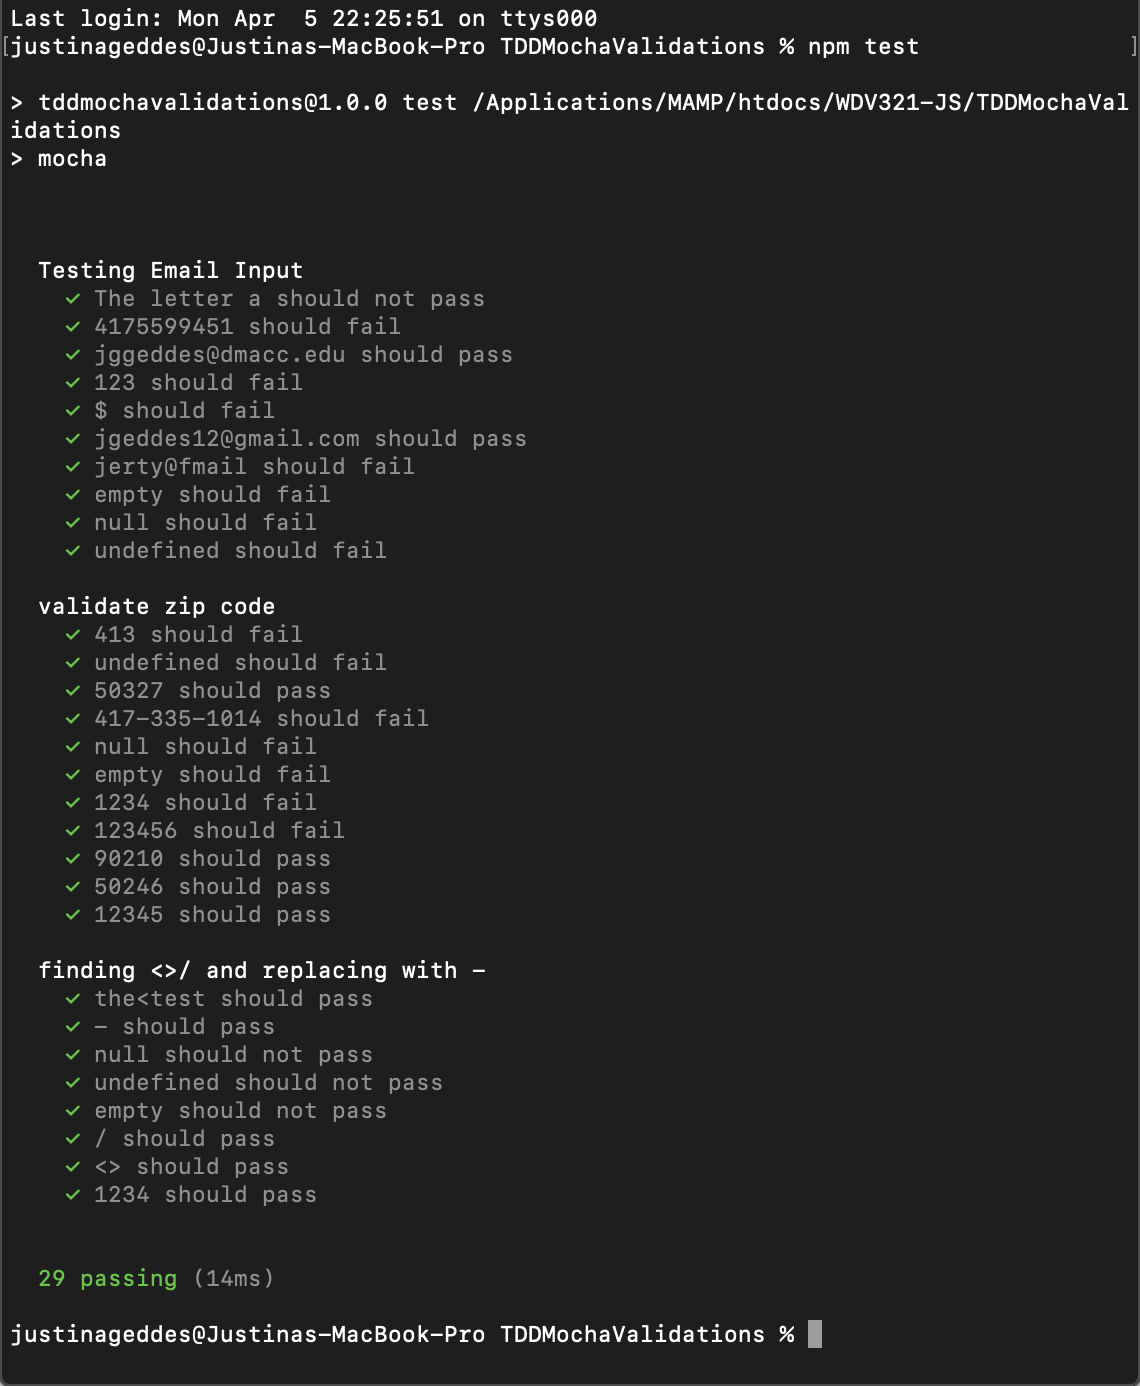 Last login: Mon Apr  5 22:25:51 on ttys000
[justinageddes@Justinas-MacBook-Pro TDDMochaValidations % npm test ]
> tddmochavalidations@1.0.0 test /Applications/MAMP/htdocs/WDV321-JS/TDDMochaVal
idations
> mocha
Testing Email Input
✓ The letter a should not pass
✓ 4175599451 should fail
✓ jggeddes@dmacc.edu should pass
✓ 123 should fail
✓ $ should fail
✓ jgeddes12@gmail.com should pass
✓ jerty@fmail should fail
✓ empty should fail
✓ null should fail
✓ undefined should fail
validate zip code
✓ 413 should fail
✓ undefined should fail
✓ 50327 should pass
✓ 417-335-1014 should fail
✓ null should fail
✓ empty should fail
✓ 1234 should fail
✓ 123456 should fail
✓ 90210 should pass
✓ 50246 should pass
✓ 12345 should pass
finding <>/ and replacing with -
✓ the<test should pass
✓ - should pass
✓ null should not pass
✓ undefined should not pass
✓ empty should not pass
✓ / should pass
✓ <> should pass
✓ 1234 should pass
29 passing (14ms)
justinageddes@Justinas-MacBook-Pro TDDMochaValidations %